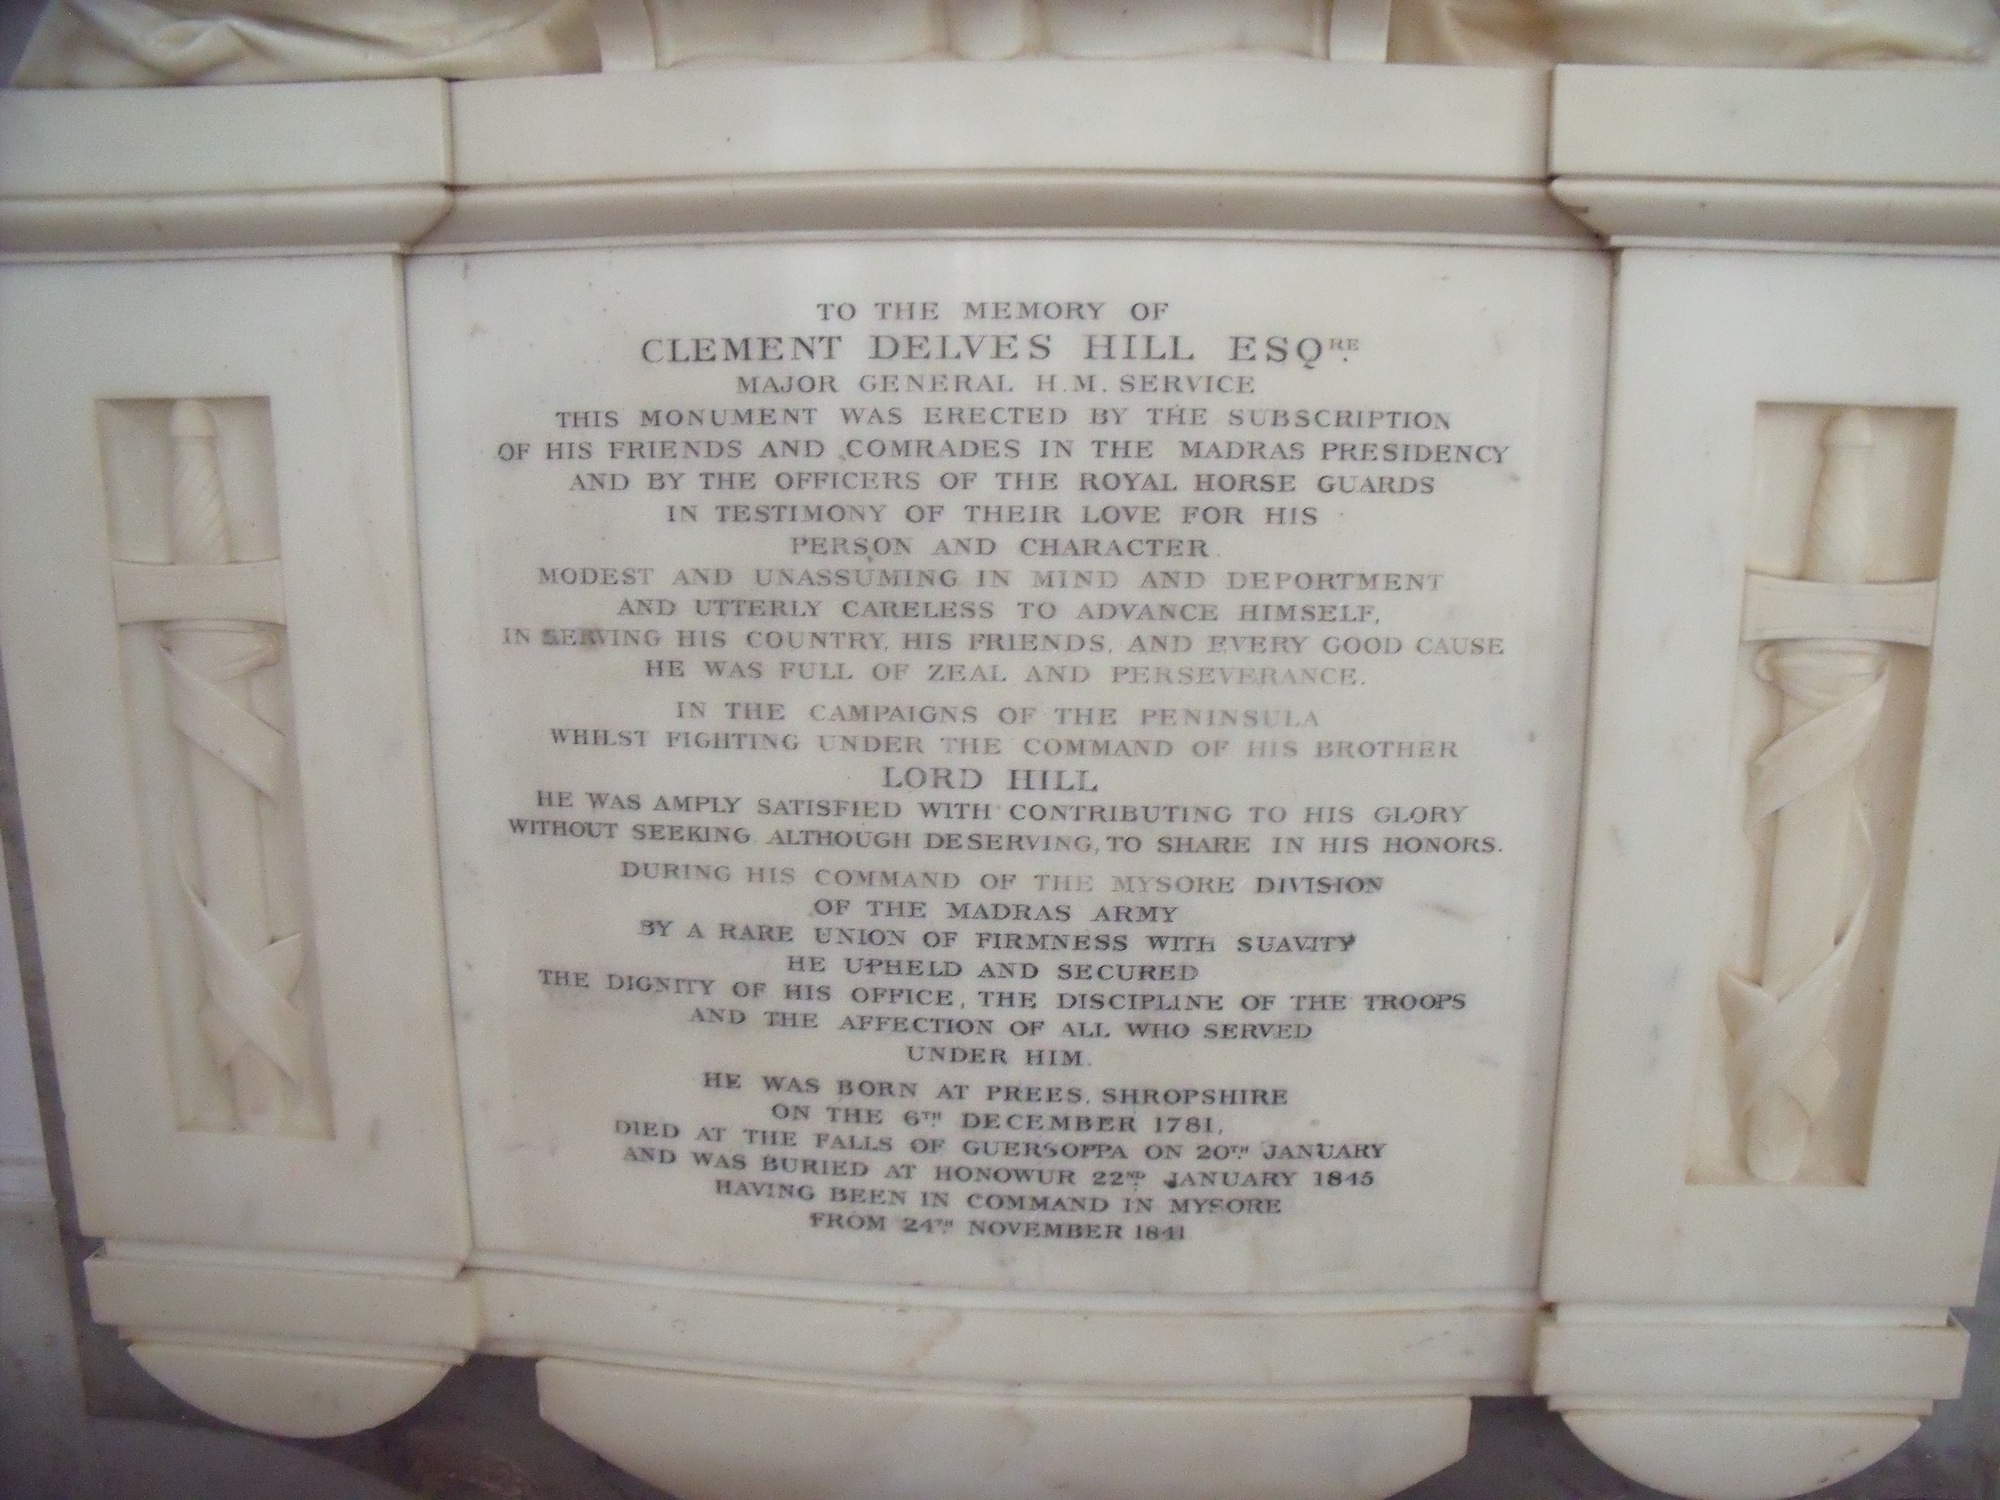 TO THE MEMORY OF
CLEMENT DELVES HILL ESQRE.
MAJOR GENERAL H.M. SERVICE
THIS MONUMENT WAS ERECTED BY THE SUBSCRIPTION
OF HIS FRIENDS AND COMRADES IN THE MADRAS PRESIDENCY
AND BY THE OFFICERS OF THE ROYAL HORSE GUARDS
IN TESTIMONY OF THEIR LOVE FOR HIS
PERSON AND CHARACTER.
MODEST AND UNASSUMING IN MIND AND DEPORTMENT
AND UTTERLY CARELESS TO ADVANCE HIMSELF,
IN SERVING HIS COUNTRY, HIS FRIENDS, AND EVERY GOOD CAUSE
HE WAS FULL OF ZEAL AND PERSEVERANCE.
IN THE CAMPAIGNS OF THE PENINSULA
WHILST FIGHTING UNDER THE COMMAND OF HIS BROTHER
LORD HILL
HE WAS AMPLY SATISFIED WITH CONTRIBUTING TO HIS GLORY
WITHOUT SEEKING, ALTHOUGH DESERVING, TO SHARE IN HIS HONORS.
DURING HIS COMMAND OF THE MYSORE DIVISION
OF THE MADRAS ARMY
BY A RARE UNION OF FIRMNESS WITH SUAVITY
HE UPHELD AND SECURED
THE DIGNITY OF HIS OFFICE, THE DISCIPLINE OF THE TROOPS
AND THE AFFECTION OF ALL WHO SERVED
UNDER HIM.
HE WAS BORN AT PREES, SHROPSHIRE
ON THE 6TH DECEMBER 1781,
DIED AT THE FALLS OF GUERSOPPA ON 20TH JANUARY
AND WAS BURIED AT HONOWUR 22ND JANUARY 1845
HAVING BEEN IN COMMAND IN MYSORE
FROM 24TH NOVEMBER 1841